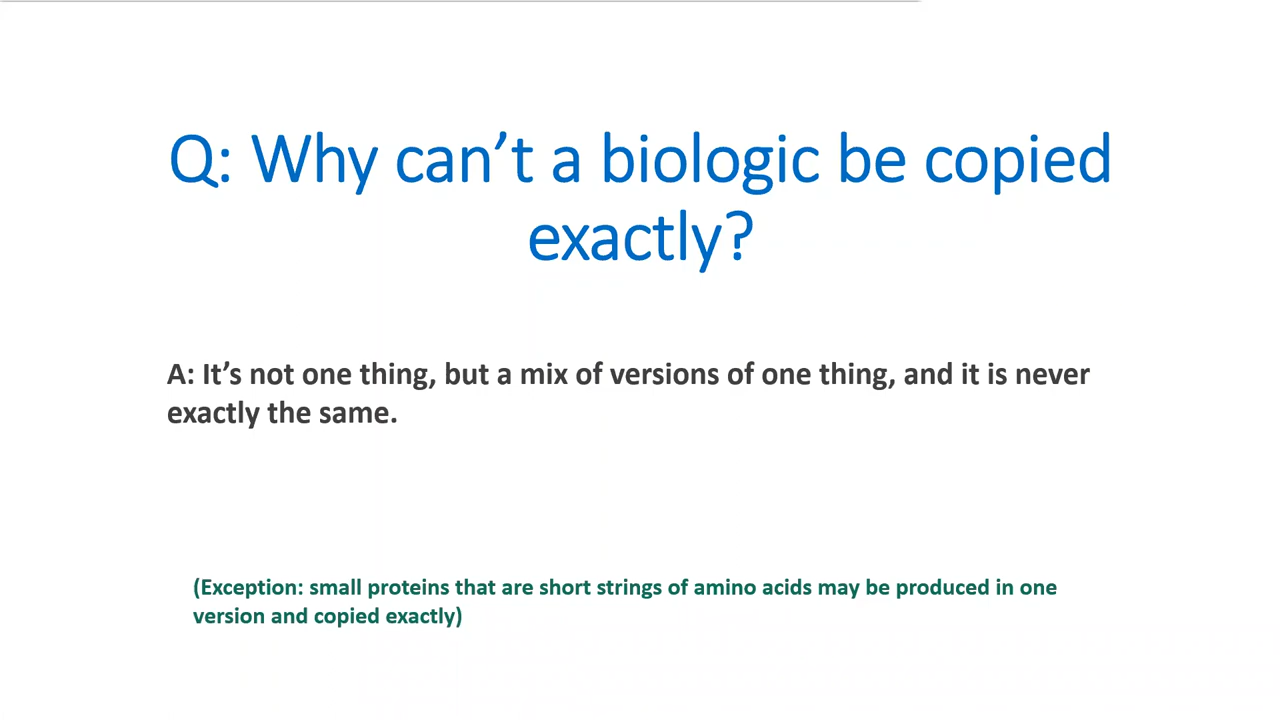 Q: Why can’t a biologic be copied
exactly?
A: It’s not one thing, but a mix of versions of one thing, and it is never
exactly the same.
(Exception: small proteins that are short strings of amino acids may be produced in one
version and copied exactly)